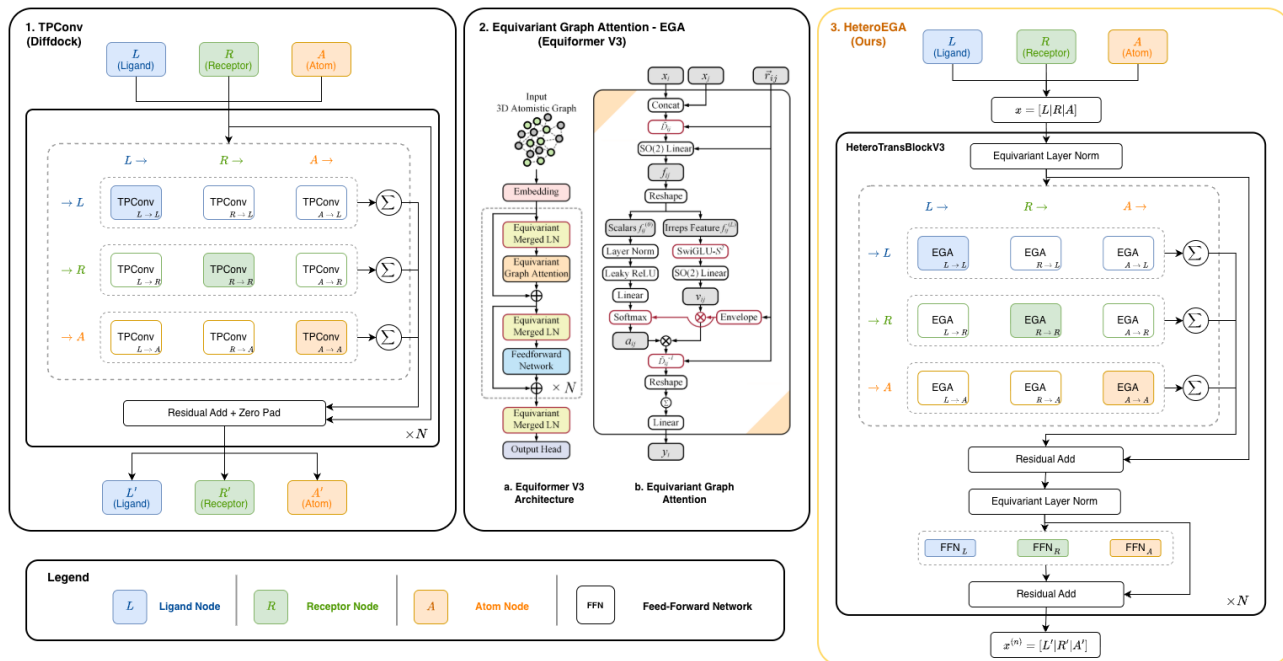 1. TPConv
(Diffdock)
L
(Ligand)
R
(Receptor)
A
(Atom)
L →
R →
A →
→ L
TPConv
L → L
TPConv
R → L
TPConv
A → L
∑
→ R
TPConv
L → R
TPConv
R → R
TPConv
A → R
∑
→ A
TPConv
L → A
TPConv
R → A
TPConv
A → A
∑
Residual Add + Zero Pad
×N
L′
(Ligand)
R′
(Receptor)
A′
(Atom)
2. Equivariant Graph Attention - EGA
(Equiformer V3)
Input
3D Atomistic Graph
Embedding
Equivariant
Merged LN
Equivariant
Graph Attention
Equivariant
Merged LN
Feedforward
Network
× N
Equivariant
Merged LN
Output Head
a. Equiformer V3
Architecture
x_i
x_j
r⃗_ij
Concat
D̃_ij
SO(2) Linear
f_ij
Reshape
Scalars f_ij^(0)
Irreps Feature f_ij^(L)
Layer Norm
SwiGLU-S²
Leaky ReLU
SO(2) Linear
Linear
v_ij
Softmax
Envelope
a_ij
D̃_ij^-1
Reshape
Σ
Linear
y_i
b. Equivariant Graph
Attention
3. HeteroEGA
(Ours)
L
(Ligand)
R
(Receptor)
A
(Atom)
x = [L|R|A]
HeteroTransBlockV3
Equivariant Layer Norm
L →
R →
A →
→ L
EGA
L → L
EGA
R → L
EGA
A → L
∑
→ R
EGA
L → R
EGA
R → R
EGA
A → R
∑
→ A
EGA
L → A
EGA
R → A
EGA
A → A
∑
Residual Add
Equivariant Layer Norm
FFN_L
FFN_R
FFN_A
Residual Add
×N
x^{(n)} = [L′|R′|A′]
Legend
L
Ligand Node
R
Receptor Node
A
Atom Node
FFN
Feed-Forward Network